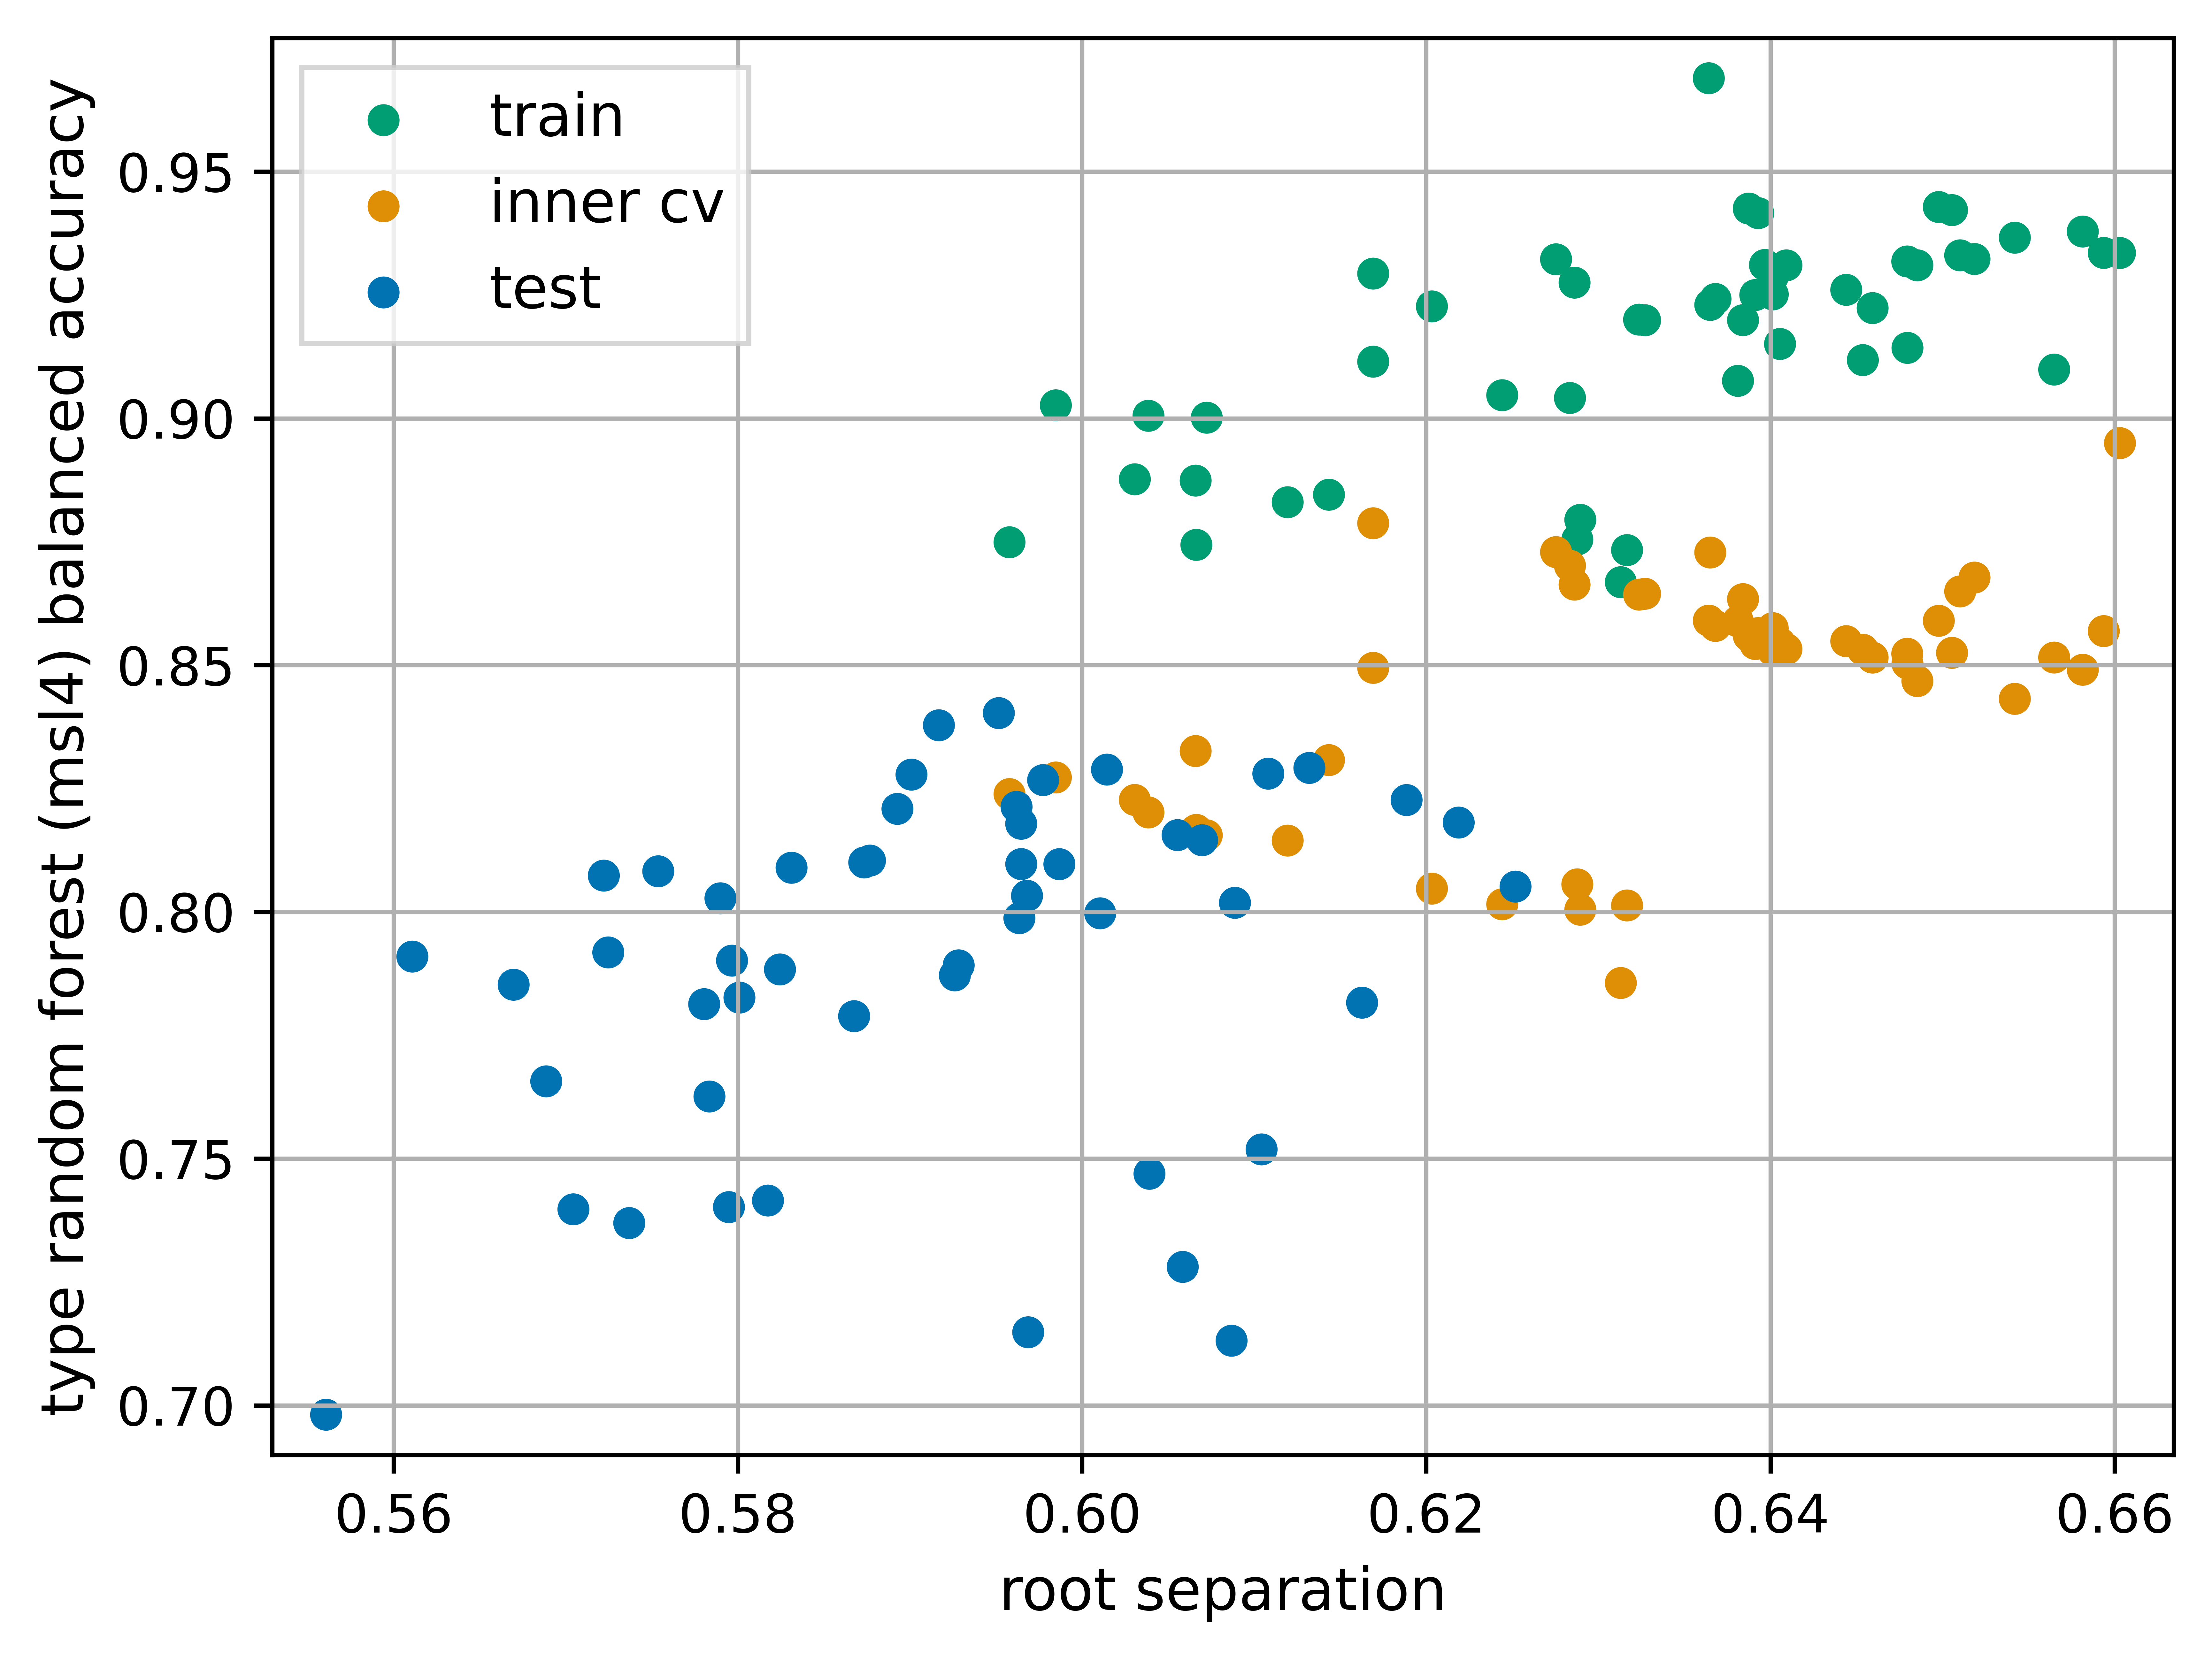 train
inner cv
test
type random forest (msl4) balanced accuracy
0.95
0.90
0.85
0.80
0.75
0.70
0.56
0.58
0.60
0.62
0.64
0.66
root separation